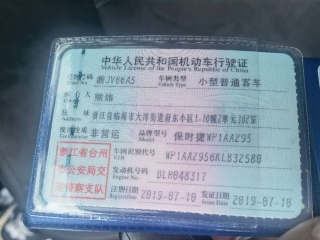 中华人民共和国机动车行驶证
Vehicle License of the People's Republic of China
号牌号码 浙JV66A5 车辆类型 小型普通客车
Vehicle Type
所有人
住址 浙江省临海市大洋街道前东小区1-10幢2单元302室
使用性质 非营运 品牌型号 保时捷WP1AA295
Model
浙江省台州市公安局交通警察支队
车辆识别代号 WP1AA2956KLB32580
VIN
发动机号码 DLH048317
Engine No.
注册日期 2019-07-10 发证日期 2019-07-10
Register Date Issue Date